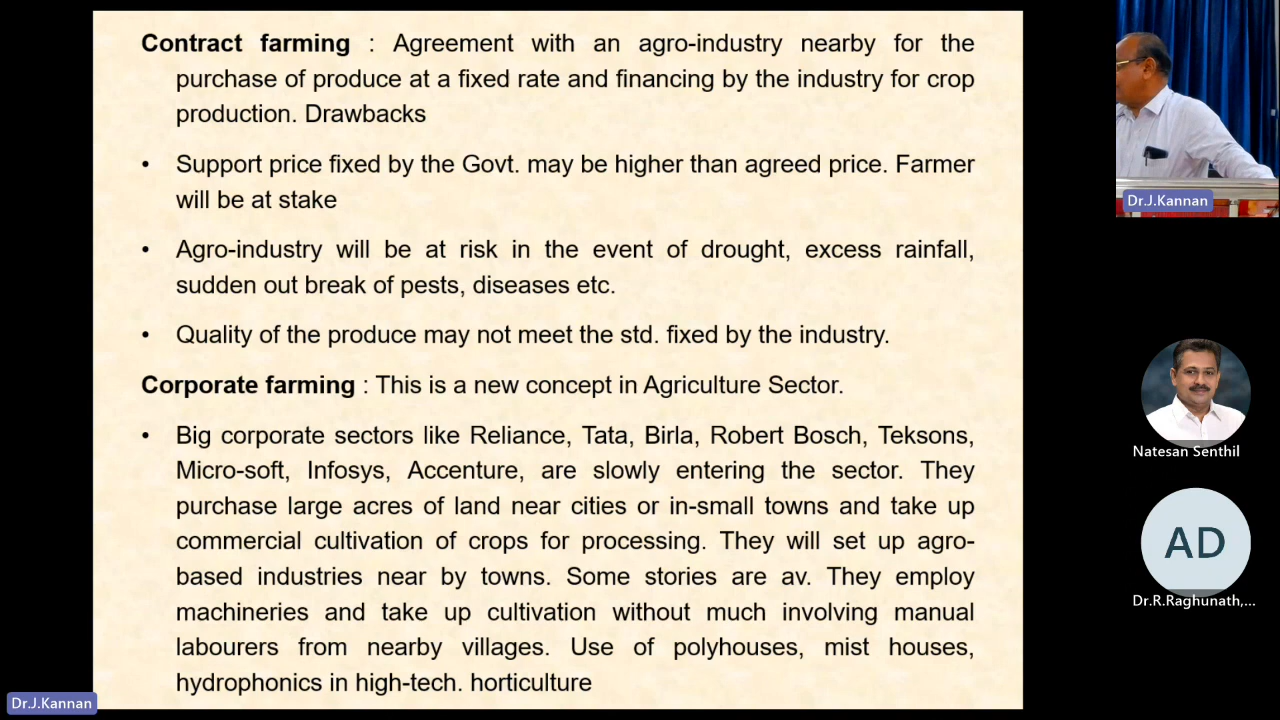 Contract farming : Agreement with an agro-industry nearby for the
purchase of produce at a fixed rate and financing by the industry for crop
production. Drawbacks
• Support price fixed by the Govt. may be higher than agreed price. Farmer
will be at stake
• Agro-industry will be at risk in the event of drought, excess rainfall,
sudden out break of pests, diseases etc.
• Quality of the produce may not meet the std. fixed by the industry.
Corporate farming : This is a new concept in Agriculture Sector.
• Big corporate sectors like Reliance, Tata, Birla, Robert Bosch, Teksons,
Micro-soft, Infosys, Accenture, are slowly entering the sector. They
purchase large acres of land near cities or in-small towns and take up
commercial cultivation of crops for processing. They will set up agro-
based industries near by towns. Some stories are av. They employ
machineries and take up cultivation without much involving manual
labourers from nearby villages. Use of polyhouses, mist houses,
hydrophonics in high-tech. horticulture
Dr.J.Kannan
Dr.J.Kannan
Natesan Senthil
AD
Dr.R.Raghunath,...